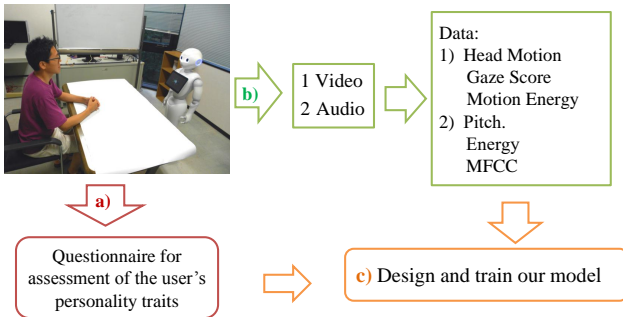 b)
1 Video
2 Audio
Data:
1) Head Motion
Gaze Score
Motion Energy
2) Pitch.
Energy
MFCC
a)
Questionnaire for
assessment of the user's
personality traits
c) Design and train our model